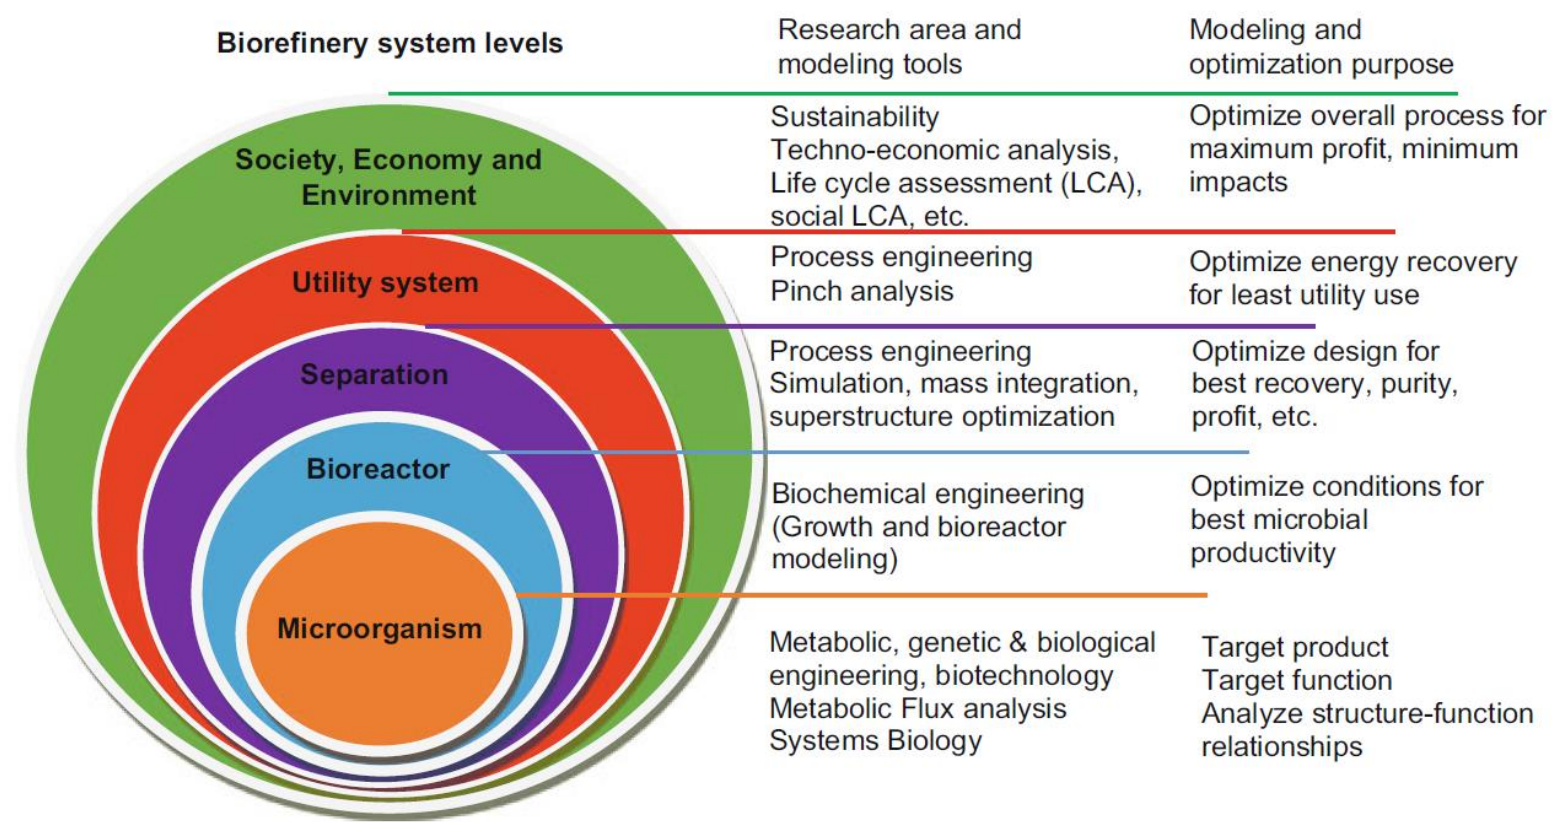 Biorefinery system levels
Research area and
modeling tools
Modeling and
optimization purpose
Society, Economy and
Environment
Sustainability
Techno-economic analysis,
Life cycle assessment (LCA),
social LCA, etc.
Optimize overall process for
maximum profit, minimum
impacts
Utility system
Process engineering
Pinch analysis
Optimize energy recovery
for least utility use
Separation
Process engineering
Simulation, mass integration,
superstructure optimization
Optimize design for
best recovery, purity,
profit, etc.
Bioreactor
Biochemical engineering
(Growth and bioreactor
modeling)
Optimize conditions for
best microbial
productivity
Microorganism
Metabolic, genetic & biological
engineering, biotechnology
Metabolic Flux analysis
Systems Biology
Target product
Target function
Analyze structure-function
relationships